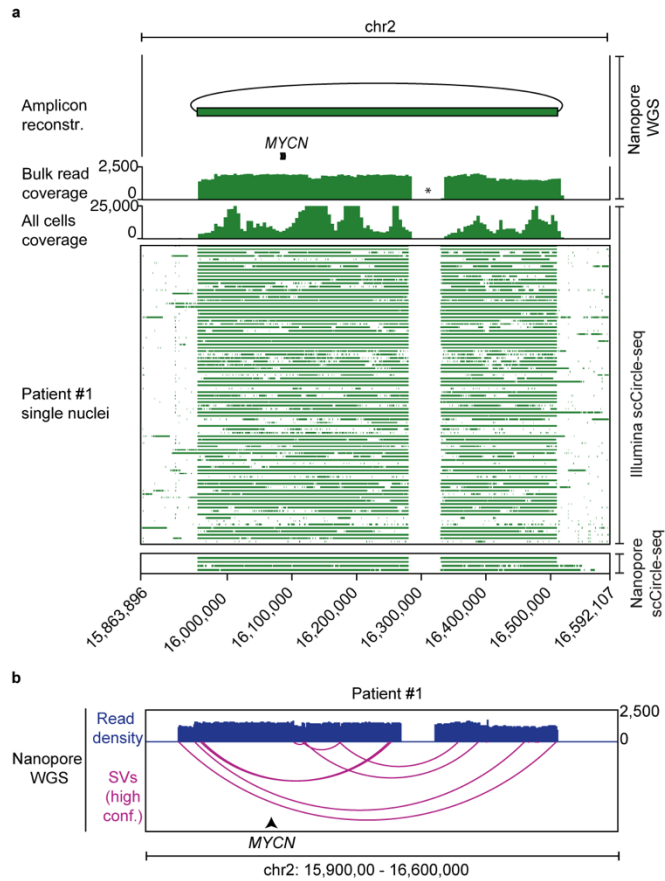 a
chr2
Amplicon
reconstr.
MYCN
Nanopore
WGS
Bulk read
coverage
2,500
0
*
All cells
coverage
25,000
0
Patient #1
single nuclei
Illumina scCircle-seq
Nanopore
scCircle-seq
15,863,896
16,000,000
16,100,000
16,200,000
16,300,000
16,400,000
16,500,000
16,592,107
b
Patient #1
Nanopore
WGS
Read
density
2,500
0
SVs
(high
conf.)
MYCN
chr2: 15,900,00 - 16,600,000